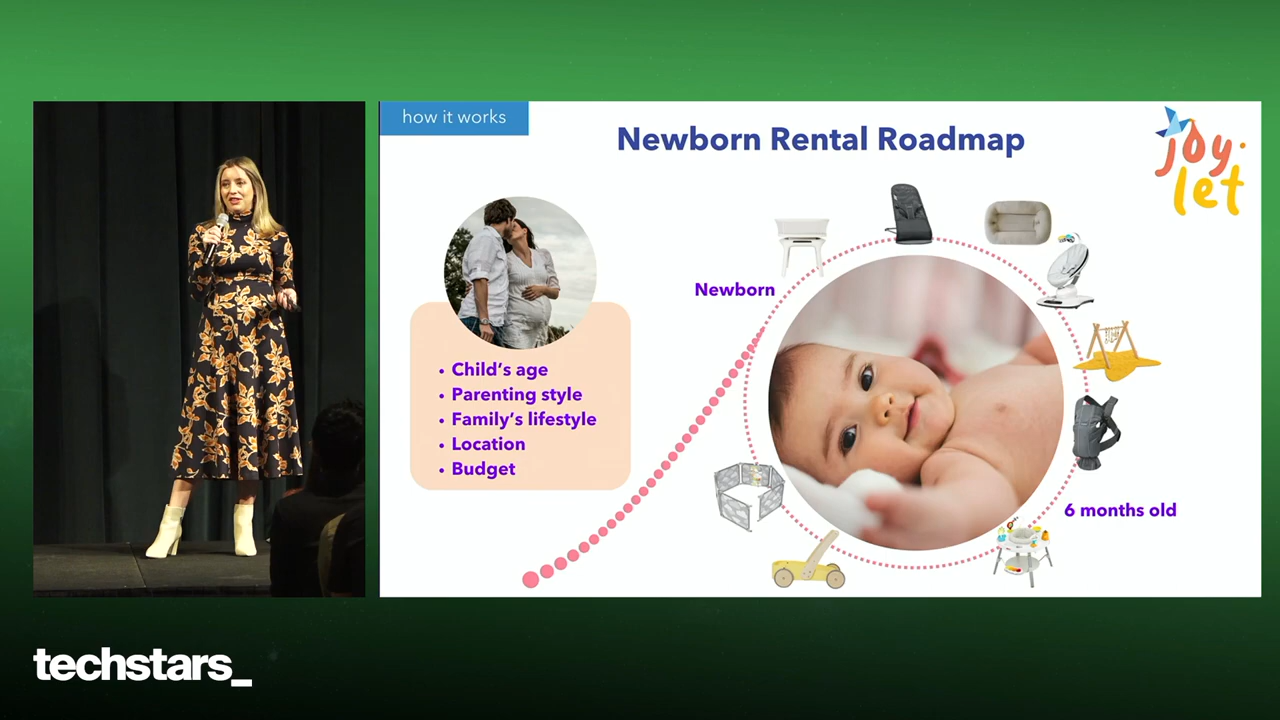 how it works
Newborn Rental Roadmap
joy.
let
Newborn
• Child's age
• Parenting style
• Family's lifestyle
• Location
• Budget
6 months old
techstars_